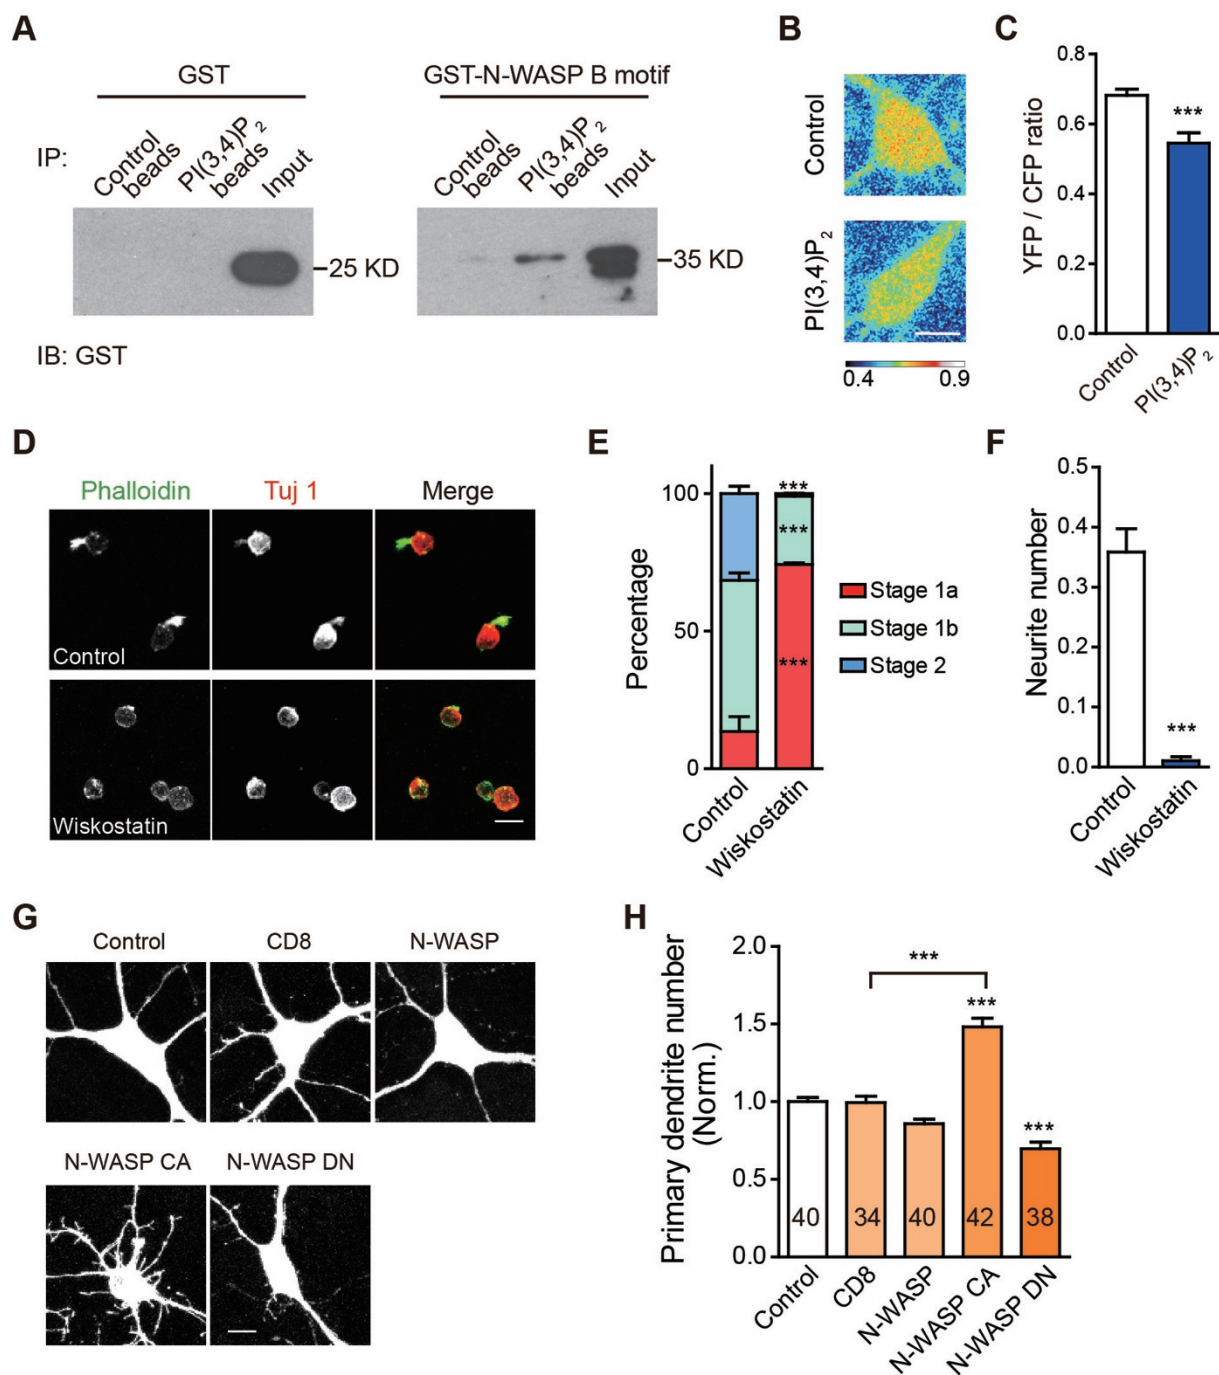 A
GST
GST-N-WASP B motif
IP:
Control beads
PI(3,4)P2 beads
Input
Control beads
PI(3,4)P2 beads
Input
25 KD
35 KD
IB: GST
B
Control
PI(3,4)P2
0.4
0.9
C
YFP / CFP ratio
0.8
0.6
0.4
0.2
0.0
***
Control
PI(3,4)P2
D
Phalloidin
Tuj 1
Merge
Control
Wiskostatin
E
Percentage
100
50
0
***
***
***
Control
Wiskostatin
Stage 1a
Stage 1b
Stage 2
F
Neurite number
0.5
0.4
0.3
0.2
0.1
0.0
***
Control
Wiskostatin
G
Control
CD8
N-WASP
N-WASP CA
N-WASP DN
H
Primary dendrite number
(Norm.)
2.0
1.5
1.0
0.5
0.0
***
***
***
40
34
40
42
38
Control
CD8
N-WASP
N-WASP CA
N-WASP DN